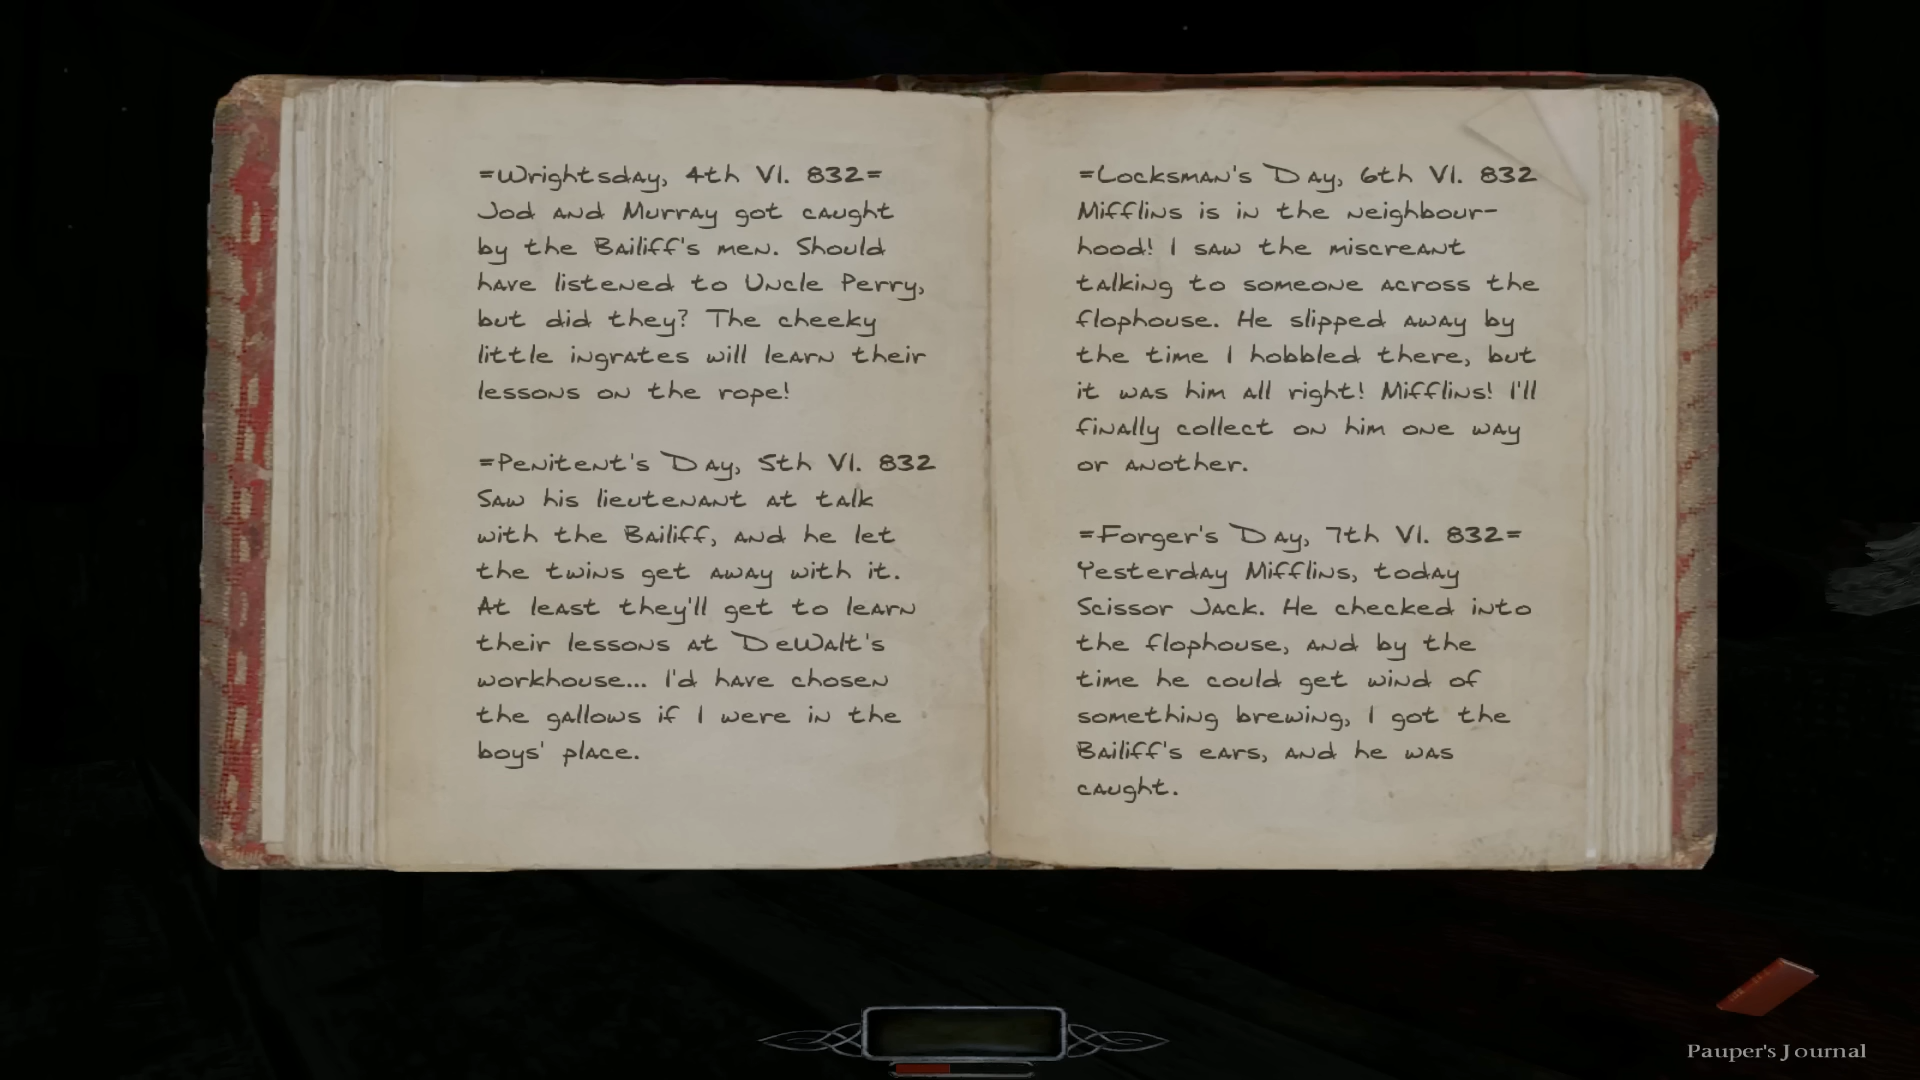 =Wrightsday, 4th VI. 832=
Jod and Murray got caught
by the Bailiff's men. Should
have listened to Uncle Perry,
but did they? The cheeky
little ingrates will learn their
lessons on the rope!
=Penitent's Day, 5th VI. 832
Saw his lieutenant at talk
with the Bailiff, and he let
the twins get away with it.
At least they'll get to learn
their lessons at DeWalt's
workhouse... I'd have chosen
the gallows if I were in the
boys' place.
=Locksman's Day, 6th VI. 832
Mifflins is in the neighbour-
hood! I saw the miscreant
talking to someone across the
flophouse. He slipped away by
the time I hobbled there, but
it was him all right! Mifflins! I'll
finally collect on him one way
or another.
=Forger's Day, 7th VI. 832=
Yesterday Mifflins, today
Scissor Jack. He checked into
the flophouse, and by the
time he could get wind of
something brewing, I got the
Bailiff's ears, and he was
caught.
Pauper's Journal